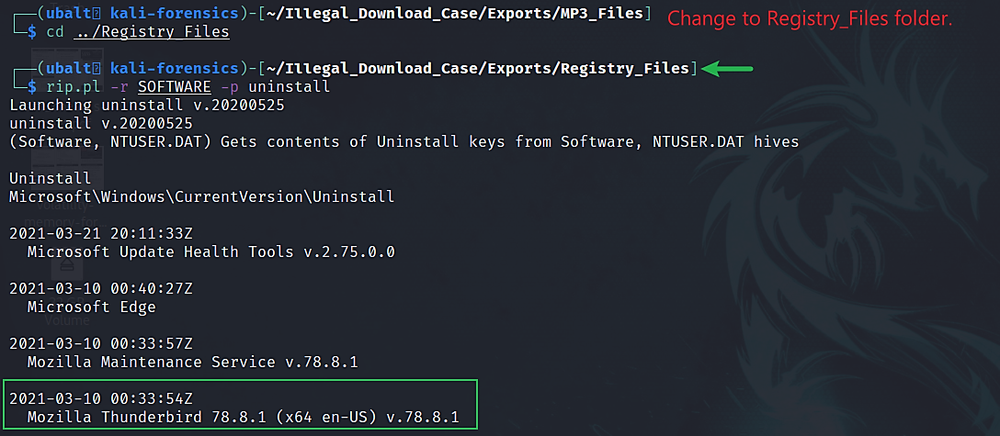 (ubalt kali-forensics)-[~/Illegal_Download_Case/Exports/MP3_Files]
Change to Registry_Files folder.
$ cd ../Registry_Files
(ubalt kali-forensics)-[~/Illegal_Download_Case/Exports/Registry_Files]
$ rip.pl -r SOFTWARE -p uninstall
Launching uninstall v.20200525
uninstall v.20200525
(Software, NTUSER.DAT) Gets contents of Uninstall keys from Software, NTUSER.DAT hives
Uninstall
Microsoft\Windows\CurrentVersion\Uninstall
2021-03-21 20:11:33Z
Microsoft Update Health Tools v.2.75.0.0
2021-03-10 00:40:27Z
Microsoft Edge
Volume
2021-03-10 00:33:57Z
Mozilla Maintenance Service v.78.8.1
2021-03-10 00:33:54Z
Mozilla Thunderbird 78.8.1 (x64 en-US) v.78.8.1